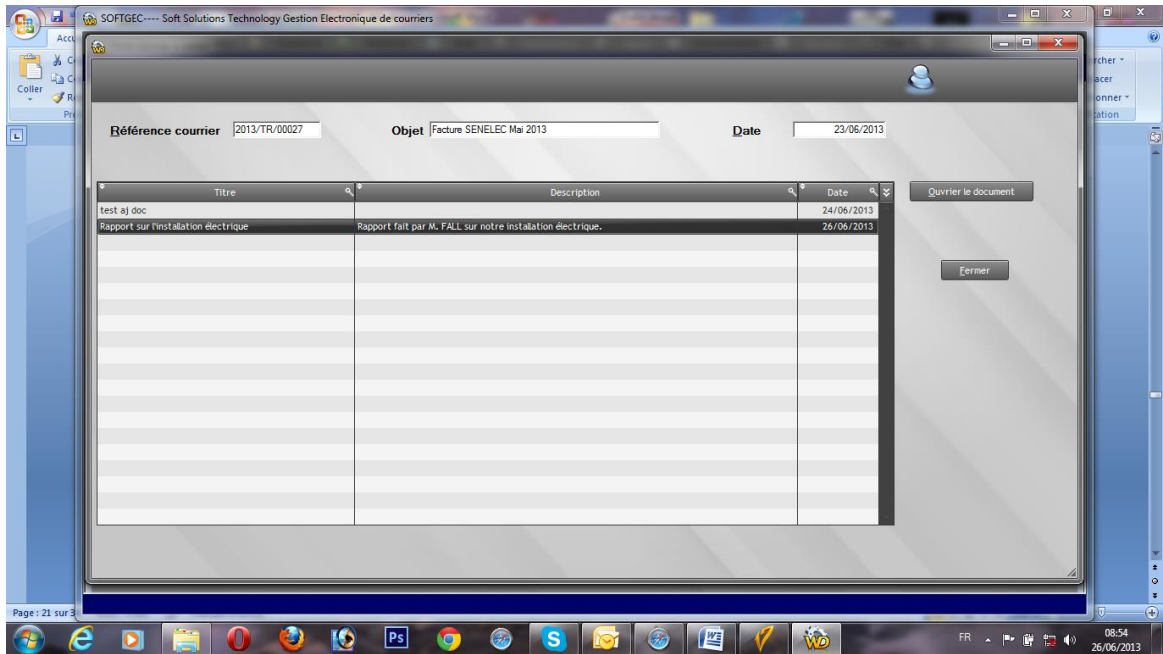 SOFTGEC---- Soft Solutions Technology Gestion Electronique de courriers
Coller
Référence courrier 2013/TR/00027 Objet Facture SENELEC Mai 2013 Date 23/06/2013
Titre Description Date
Quvrier le document
test aj doc 24/06/2013
Rapport sur l'installation électrique Rapport fait par M. FALL sur notre installation électrique. 26/06/2013
Fermer
Page : 21 sur 3
Ps
FR
08:54
26/06/2013